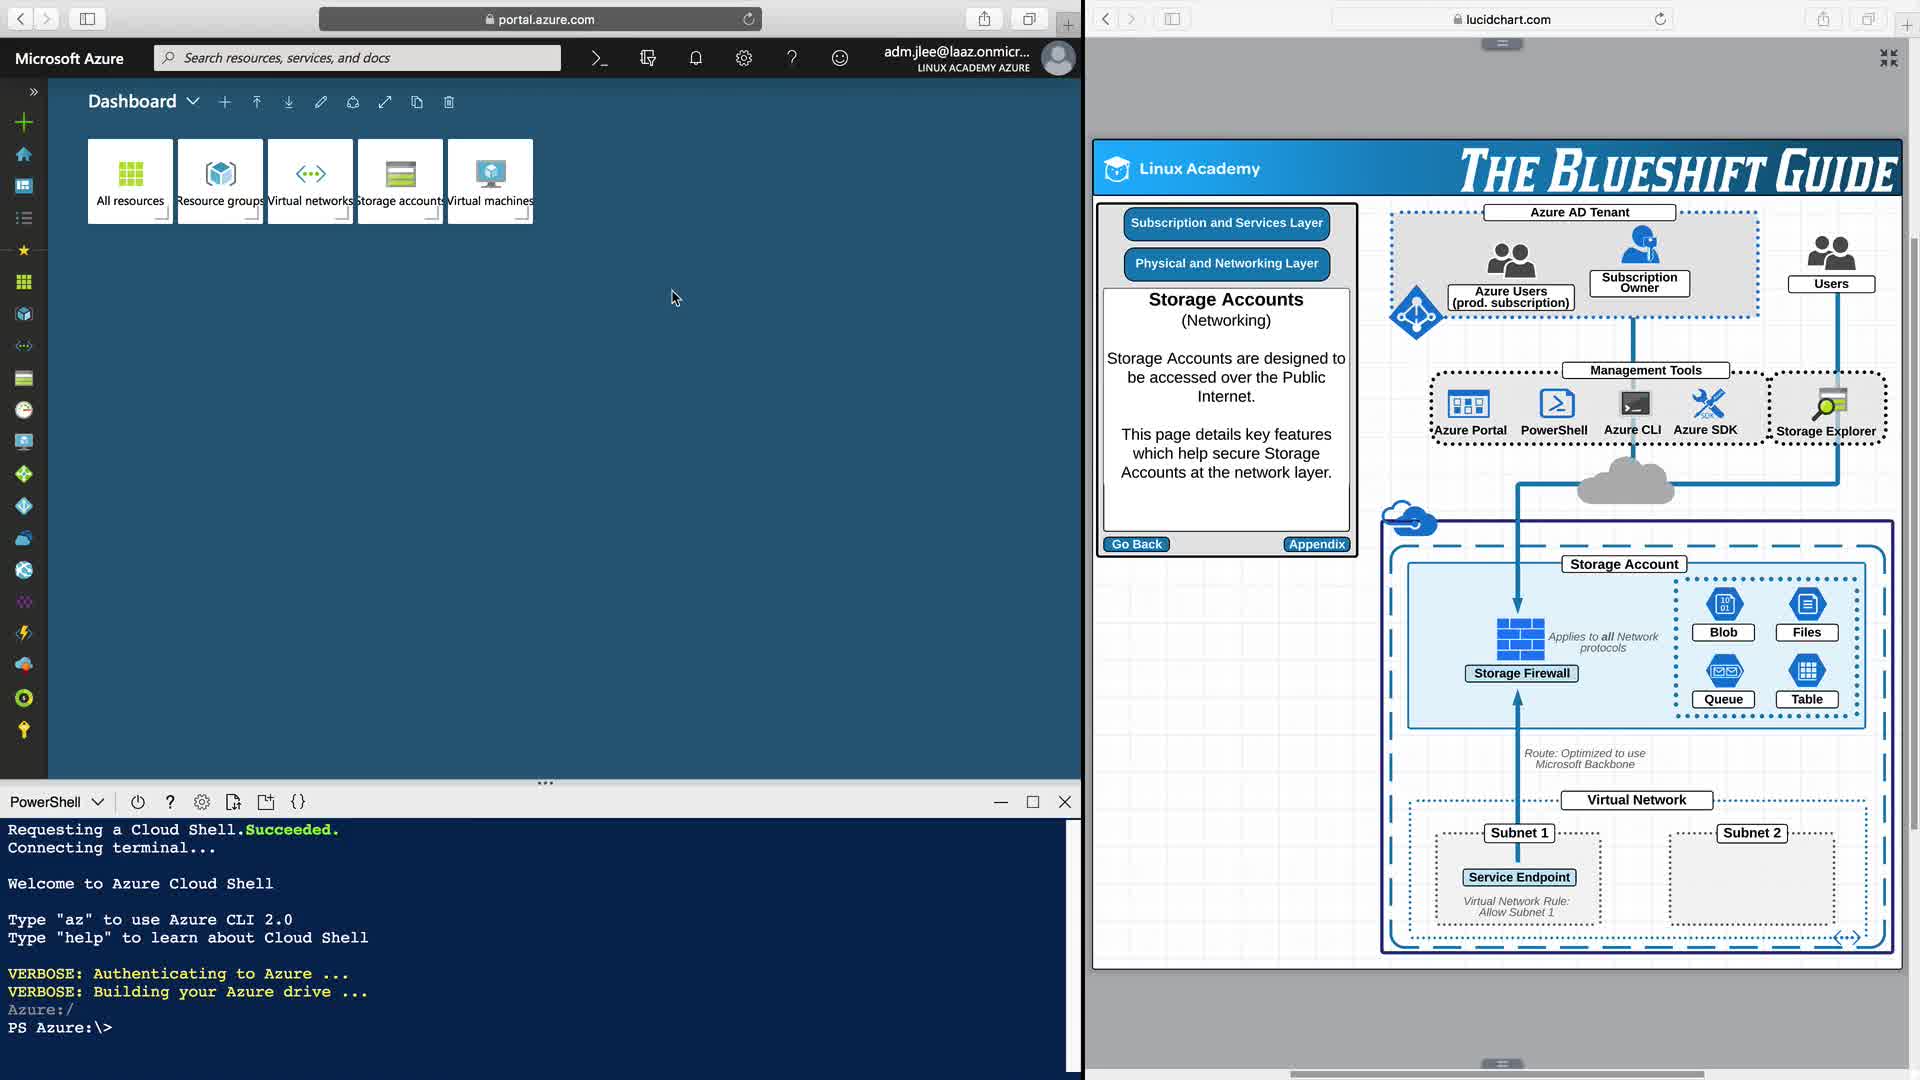 portal.azure.com
Microsoft Azure
Search resources, services, and docs
adm.jlee@laaz.onmicr...
LINUX ACADEMY AZURE
Dashboard
All resources
Resource groups
Virtual networks
Storage accounts
Virtual machines
PowerShell
Requesting a Cloud Shell.Succeeded.
Connecting terminal...
Welcome to Azure Cloud Shell
Type "az" to use Azure CLI 2.0
Type "help" to learn about Cloud Shell
VERBOSE: Authenticating to Azure ...
VERBOSE: Building your Azure drive ...
Azure:/
PS Azure:\>
lucidchart.com
Linux Academy
THE BLUESHIFT GUIDE
Subscription and Services Layer
Physical and Networking Layer
Storage Accounts
(Networking)
Storage Accounts are designed to
be accessed over the Public
Internet.
This page details key features
which help secure Storage
Accounts at the network layer.
Go Back
Appendix
Azure AD Tenant
Azure Users
(prod. subscription)
Subscription
Owner
Users
Management Tools
Azure Portal
PowerShell
Azure CLI
SDK
Azure SDK
Storage Explorer
Storage Account
10
01
Blob
Files
Applies to all Network
protocols
Storage Firewall
Queue
Table
Route: Optimized to use
Microsoft Backbone
Virtual Network
Subnet 1
Subnet 2
Service Endpoint
Virtual Network Rule:
Allow Subnet 1